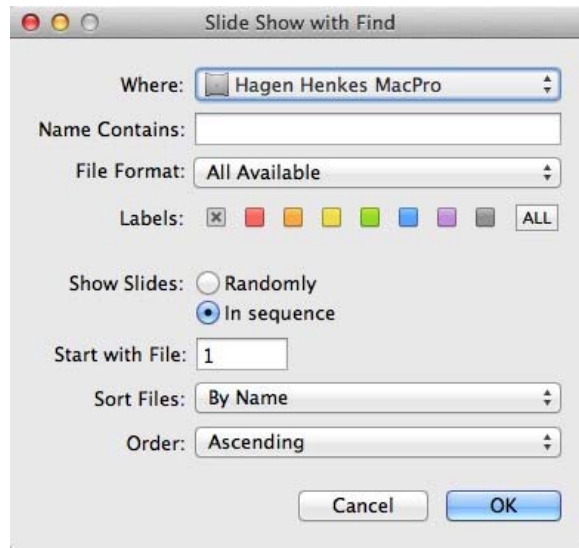 Slide Show with Find
Where: Hagen Henkes MacPro
Name Contains:
File Format: All Available
Labels: ALL
Show Slides: Randomly
In sequence
Start with File: 1
Sort Files: By Name
Order: Ascending
Cancel OK